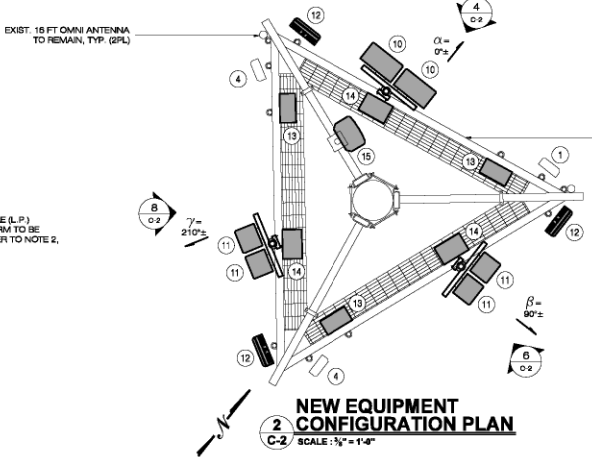 EXIST. 15 FT OMNI ANTENNA
TO REMAIN, TYP. (2PL)
12
4
C-2
10
α=
0°±
10
4
14
13
15
13
1
8
C-2
γ=
210°±
E (L.P.)
RM TO BE
ER TO NOTE 2,
11
11
14
14
12
11
11
13
β=
90°±
12
4
6
C-2
N
2
C-2
NEW EQUIPMENT
CONFIGURATION PLAN
SCALE : ⅜" = 1'-0"